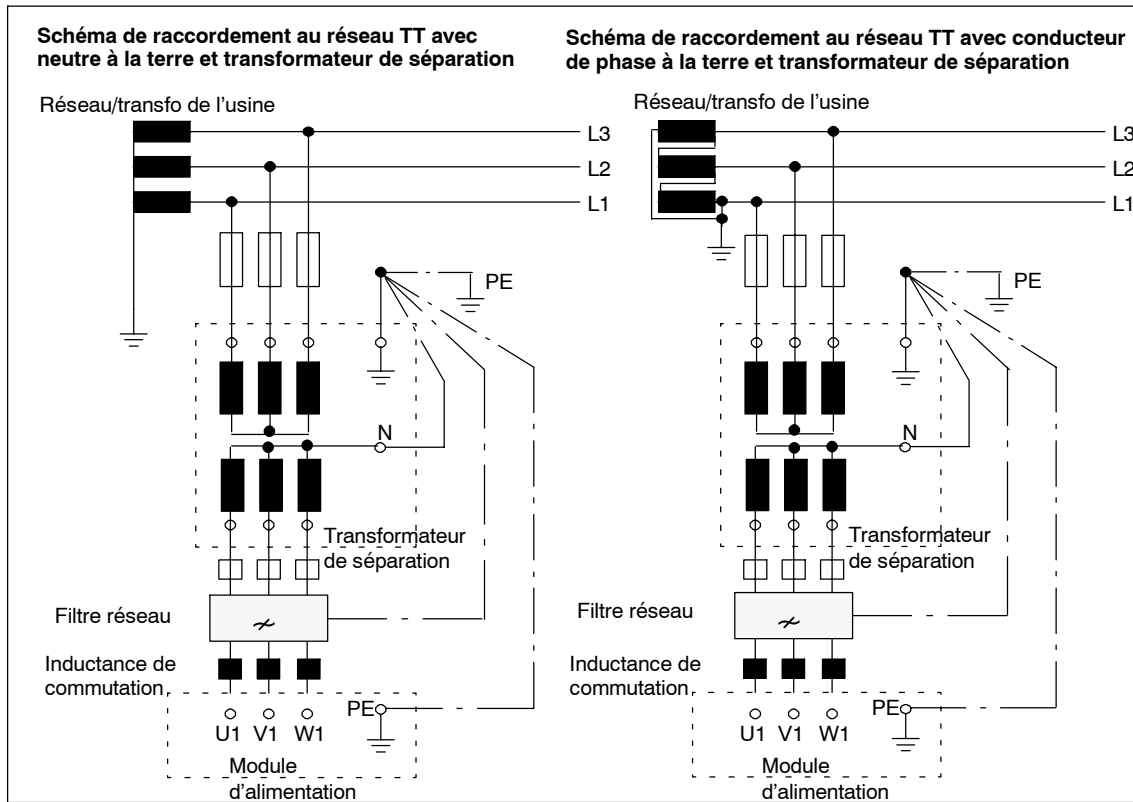 Schéma de raccordement au réseau TT avec
neutre à la terre et transformateur de séparation
Réseau/transfo de l'usine
L3
L2
L1
PE
N
Transformateur
de séparation
Filtre réseau
Inductance de
commutation
PE
U1 V1 W1
Module
d'alimentation
Schéma de raccordement au réseau TT avec conducteur
de phase à la terre et transformateur de séparation
Réseau/transfo de l'usine
L3
L2
L1
PE
N
Transformateur
de séparation
Filtre réseau
Inductance de
commutation
PE
U1 V1 W1
Module
d'alimentation